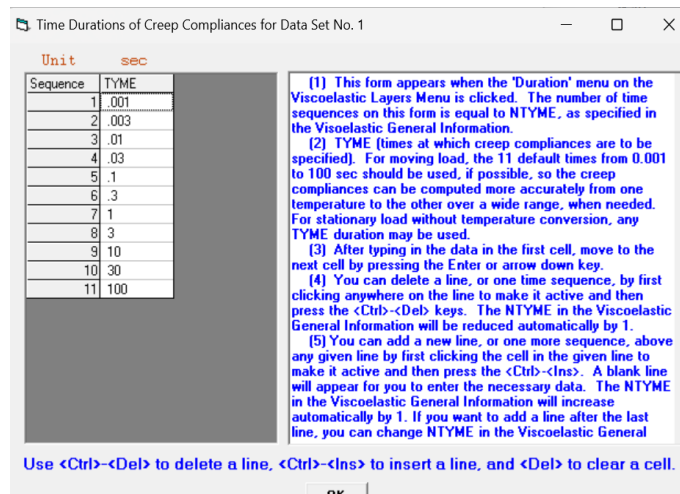 Time Durations of Creep Compliances for Data Set No. 1
Unit sec
Sequence TYME
1 .001
2 .003
3 .01
4 .03
5 .1
6 .3
7 1
8 3
9 10
10 30
11 100
(1) This form appears when the 'Duration' menu on the
Viscoelastic Layers Menu is clicked. The number of time
sequences on this form is equal to NTYME, as specified in
the Visoelastic General Information.
(2) TYME (times at which creep compliances are to be
specified). For moving load, the 11 default times from 0.001
to 100 sec should be used, if possible, so the creep
compliances can be computed more accurately from one
temperature to the other over a wide range, when needed.
For stationary load without temperature conversion, any
TYME duration may be used.
(3) After typing in the data in the first cell, move to the
next cell by pressing the Enter or arrow down key.
(4) You can delete a line, or one time sequence, by first
clicking anywhere on the line to make it active and then
press the <Ctrl>-<Del> keys. The NTYME in the Viscoelastic
General Information will be reduced automatically by 1.
(5) You can add a new line, or one more sequence, above
any given line by first clicking the cell in the given line to
make it active and then press the <Ctrl>-<Ins>. A blank line
will appear for you to enter the necessary data. The NTYME
in the Viscoelastic General Information will increase
automatically by 1. If you want to add a line after the last
line, you can change NTYME in the Viscoelastic General
Use <Ctrl>-<Del> to delete a line, <Ctrl>-<Ins> to insert a line, and <Del> to clear a cell.
OK